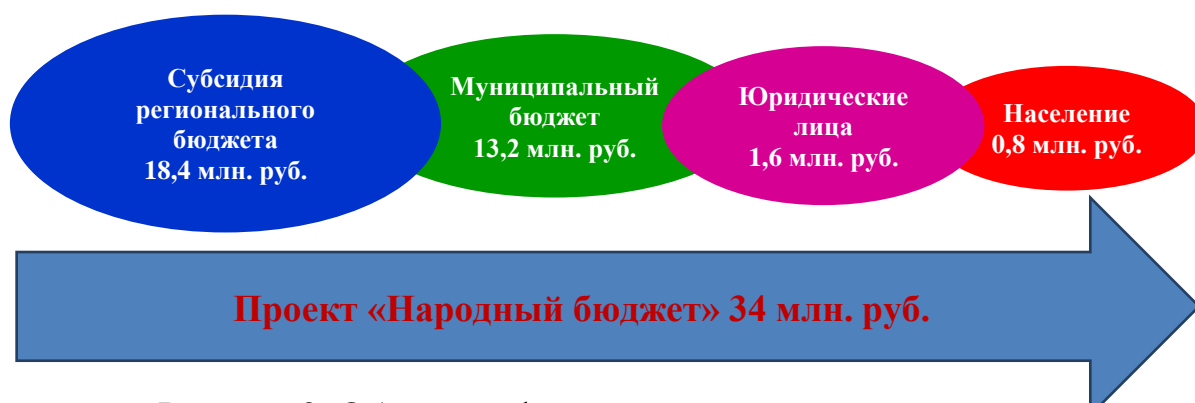 Субсидия
регионального
бюджета
18,4 млн. руб.
Муниципальный
бюджет
13,2 млн. руб.
Юридические
лица
1,6 млн. руб.
Население
0,8 млн. руб.
Проект «Народный бюджет» 34 млн. руб.